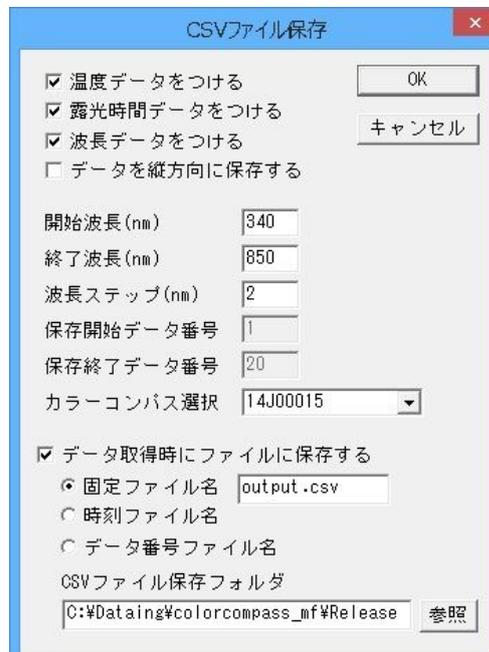 CSVファイル保存
温度データをつける
OK
露光時間データをつける
キャンセル
波長データをつける
データを縦方向に保存する
開始波長(nm) 340
終了波長(nm) 850
波長ステップ(nm) 2
保存開始データ番号 1
保存終了データ番号 20
カラーコンパス選択 14J00015
データ取得時にファイルに保存する
固定ファイル名 output.csv
時刻ファイル名
データ番号ファイル名
CSVファイル保存フォルダ
C:¥Dataing¥colorcompass_mf¥Release 参照